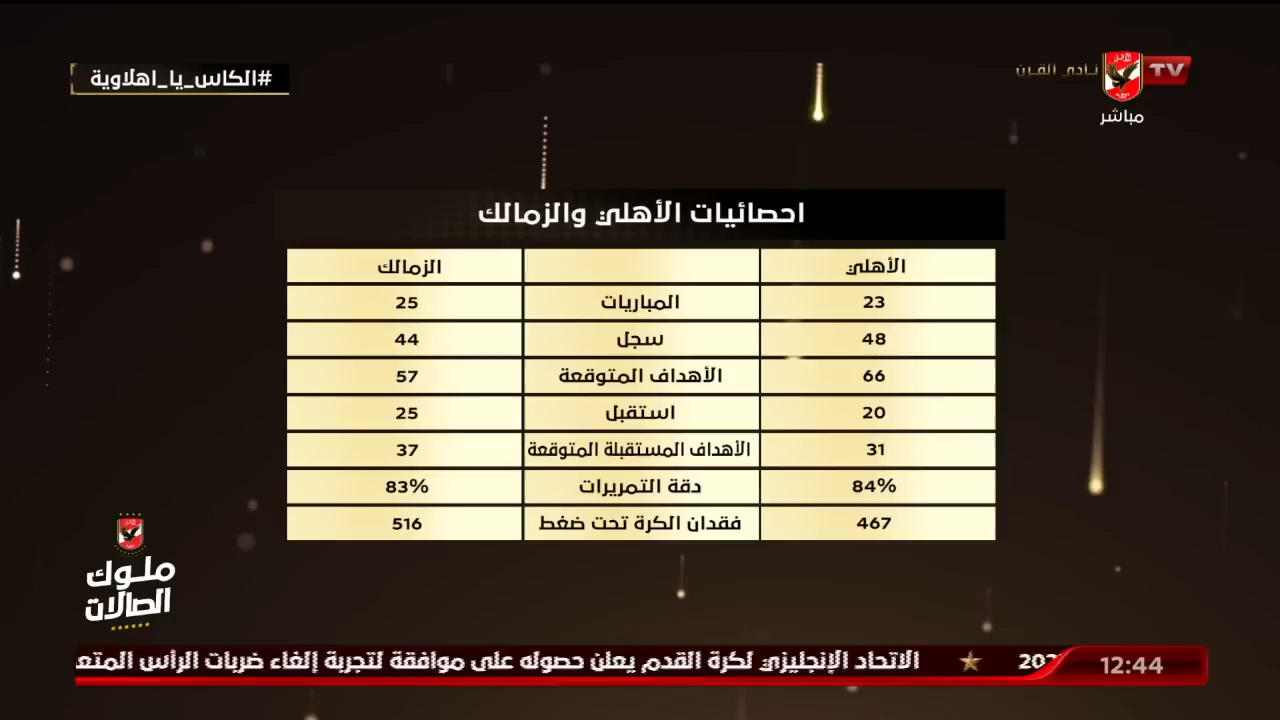 #الكاس_يا_اهلاوية
نادي القرن TV
مباشر
احصائيات الأهلي والزمالك
الأهلي الزمالك
23 المباريات 25
48 سجل 44
66 الأهداف المتوقعة 57
20 استقبل 25
31 الأهداف المستقبلة المتوقعة 37
84% دقة التمريرات 83%
467 فقدان الكرة تحت ضغط 516
ملوك
الصالات
12:44 الاتحاد الإنجليزي لكرة القدم يعلن حصوله على موافقة لتجربة إلغاء ضربات الرأس